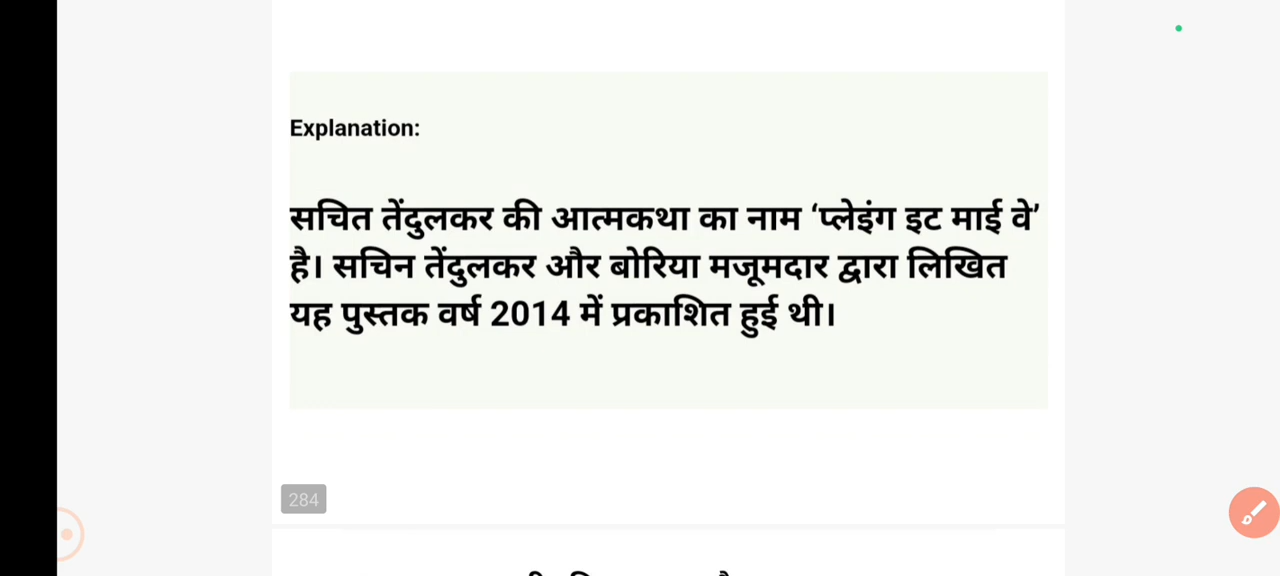 Explanation:
सचित तेंदुलकर की आत्मकथा का नाम ‘प्लेइंग इट माई वे’
है। सचिन तेंदुलकर और बोरिया मजूमदार द्वारा लिखित
यह पुस्तक वर्ष 2014 में प्रकाशित हुई थी।
284